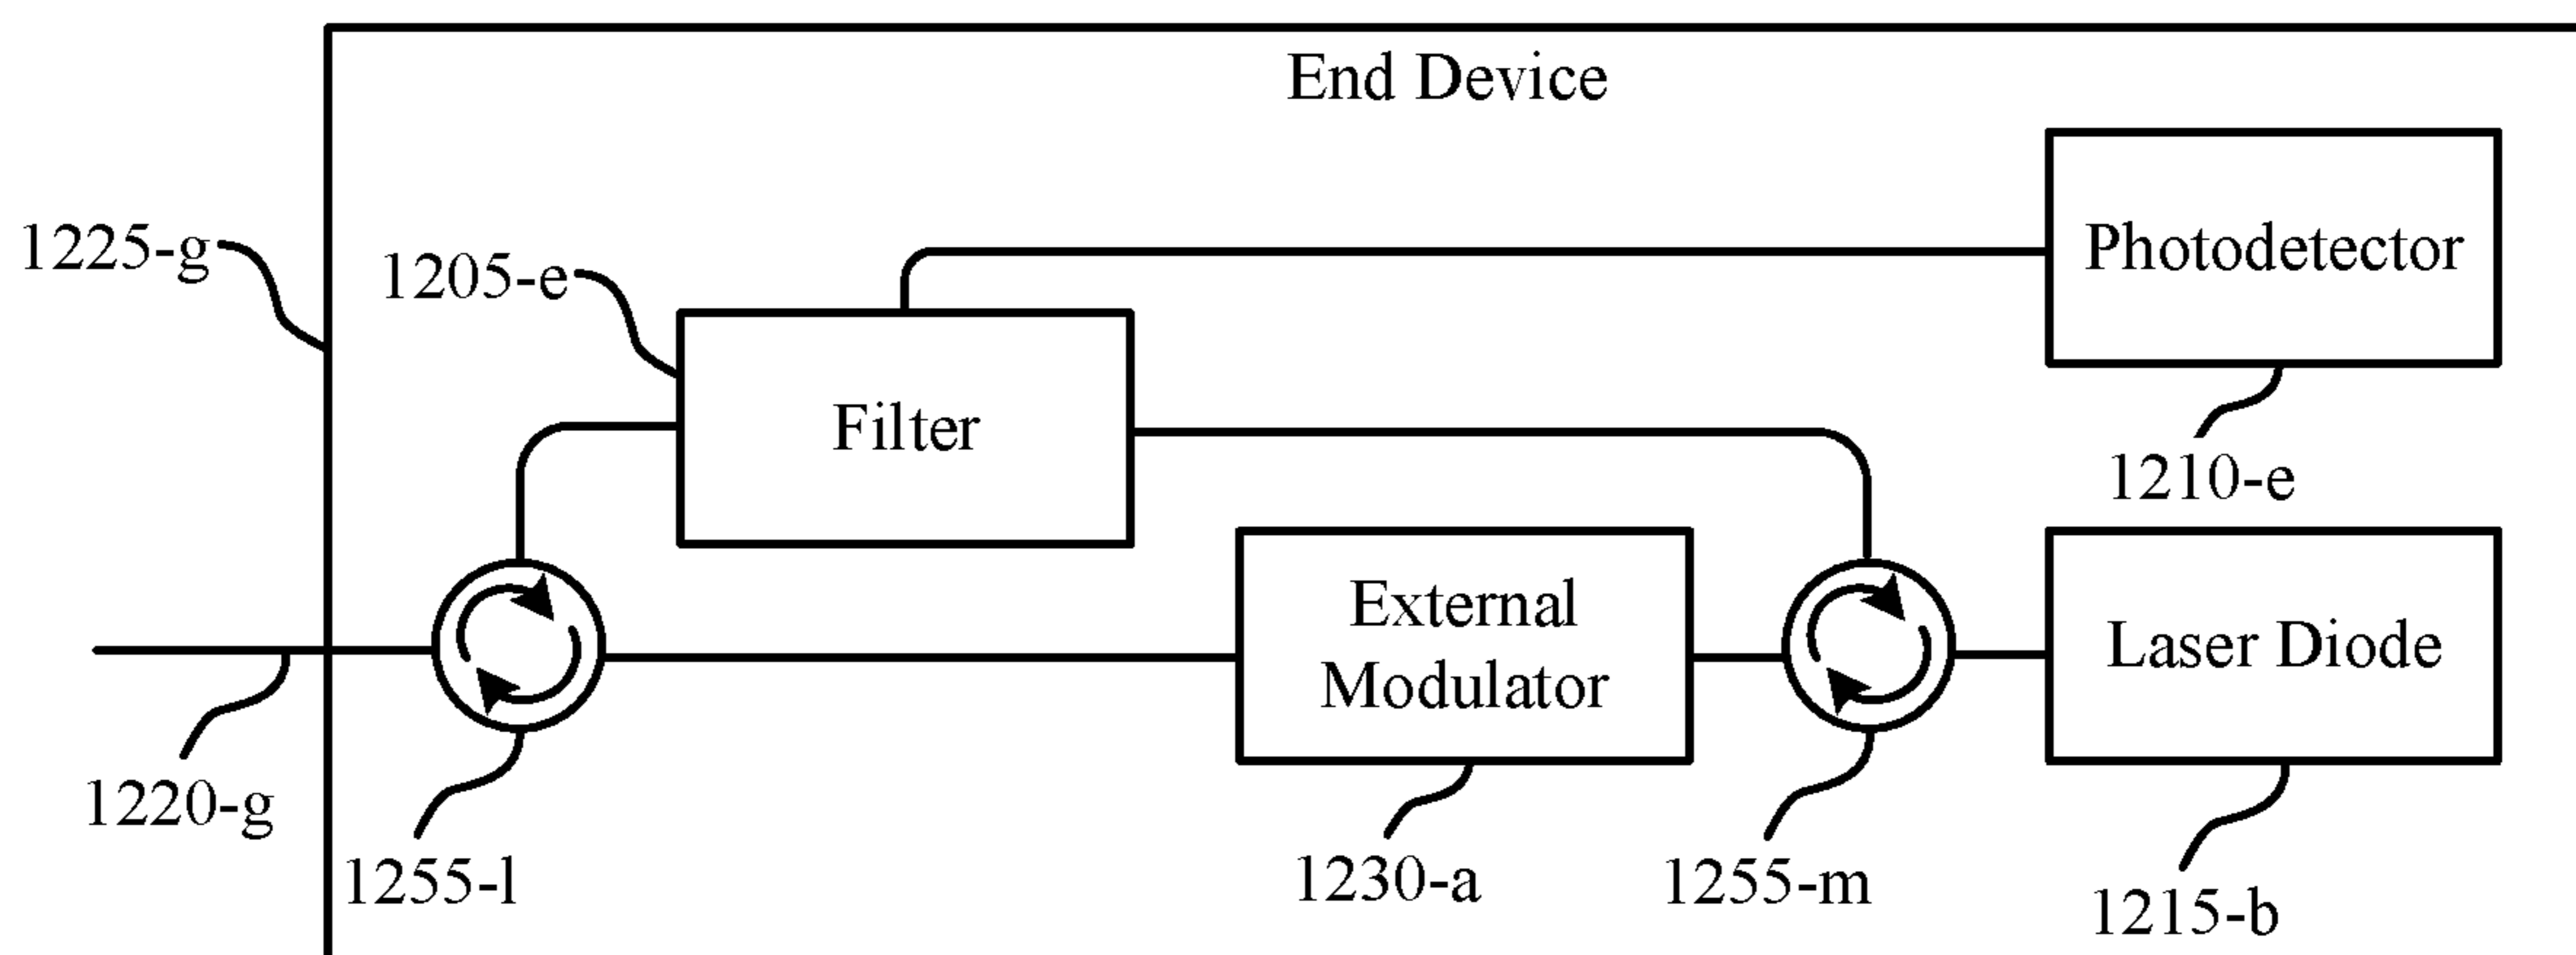 End Device
1225-g
1205-e
Photodetector
Filter
1210-e
External
Modulator
Laser Diode
1220-g
1255-l
1230-a
1255-m
1215-b